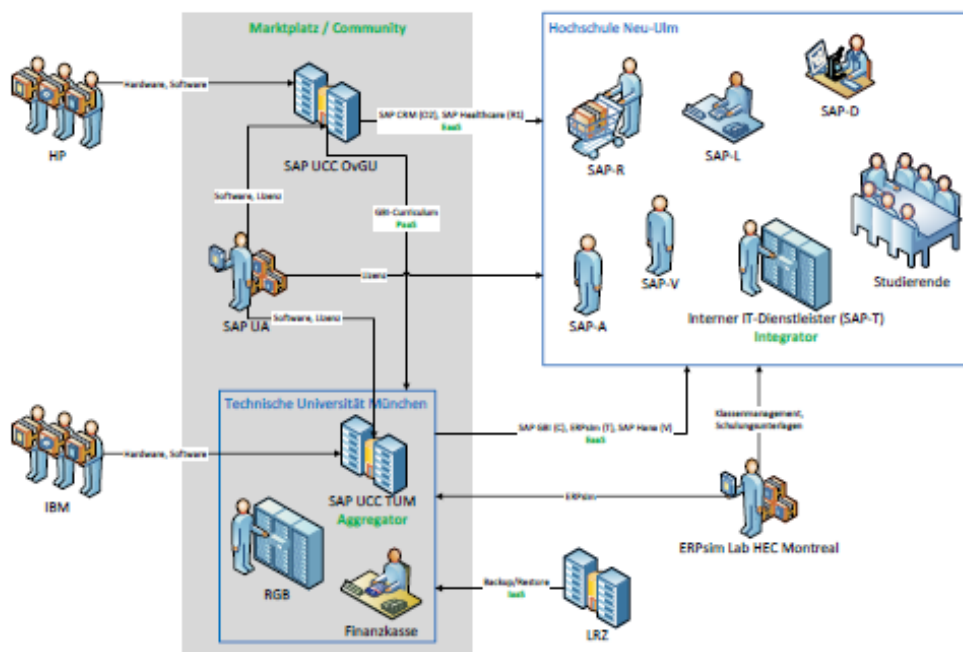 Marktplatz / Community
Hochschule Neu-Ulm
Hardware, Software
HP
SAP UCC OvGU
SAP CRM (D2), SAP Healthcare (R1)
SaaS
SAP-R
SAP-L
SAP-D
Software, Lizenz
GBI-Curriculum
PaaS
SAP UA
Lizenz
SAP-A
SAP-V
Interner IT-Dienstleister (SAP-T)
Integrator
Studierende
Software, Lizenz
Technische Universität München
Hardware, Software
IBM
SAP UCC TUM
Aggregator
SAP GBI (C), ERPsim (T), SAP Hana (V)
SaaS
Klassenmanagement,
Schulungsunterlagen
ERPsim
ERPsim Lab HEC Montreal
RGB
Finanzkasse
Backup/Restore
IaaS
LRZ